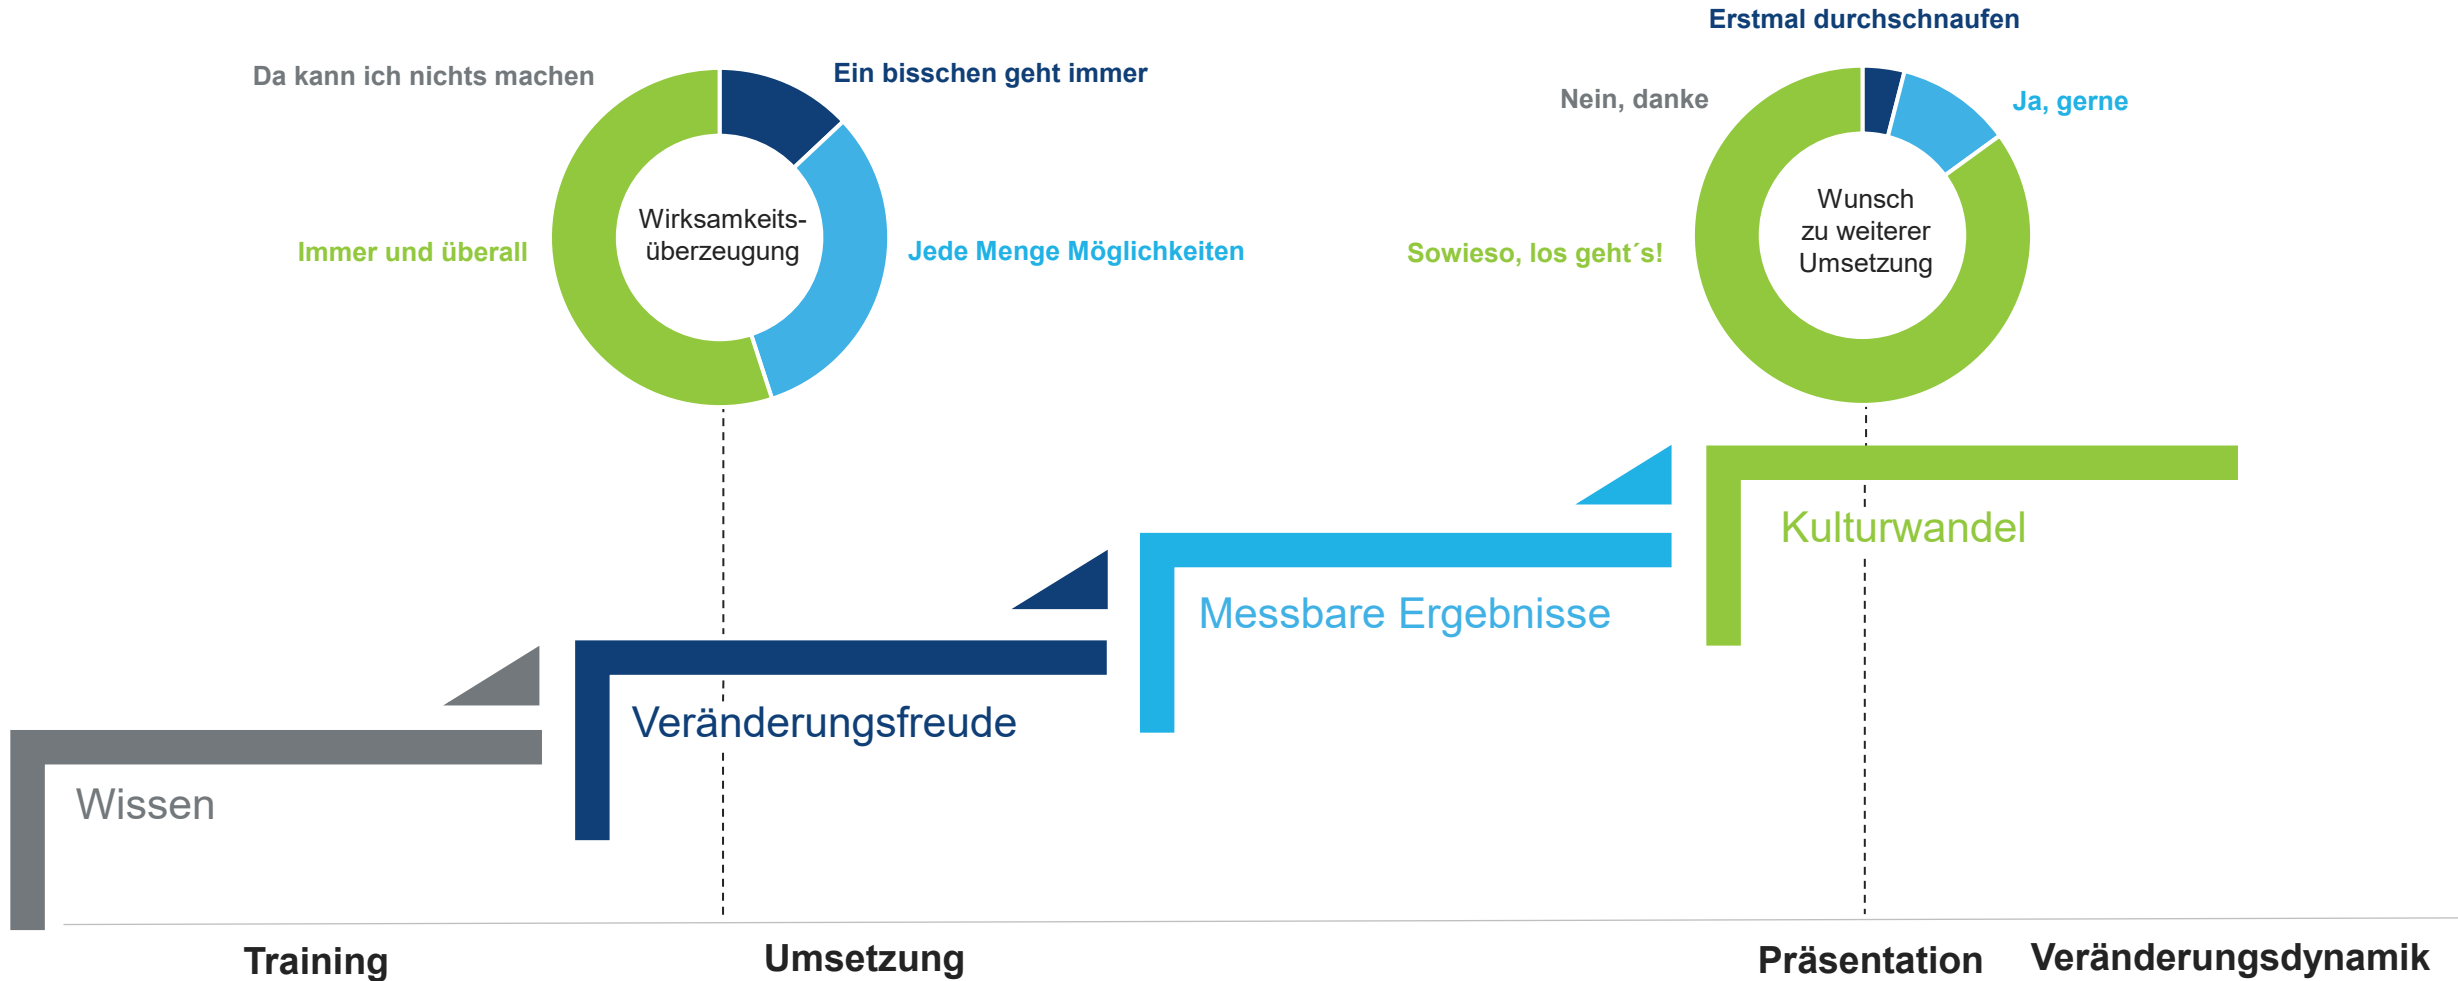 Erstmal durchschnaufen
Da kann ich nichts machen
Ein bisschen geht immer
Nein, danke
Ja, gerne
Wirksamkeits-
überzeugung
Immer und überall
Jede Menge Möglichkeiten
Wunsch
zu weiterer
Umsetzung
Sowieso, los geht´s!
Kulturwandel
Messbare Ergebnisse
Veränderungsfreude
Wissen
Training
Umsetzung
Präsentation
Veränderungsdynamik